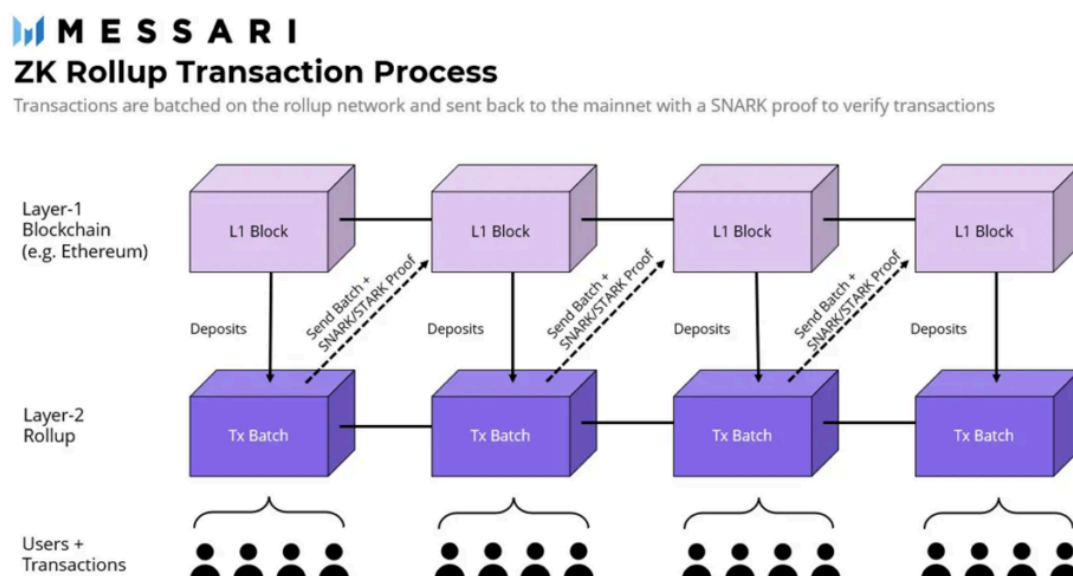 MESSARI
ZK Rollup Transaction Process
Transactions are batched on the rollup network and sent back to the mainnet with a SNARK proof to verify transactions
Layer-1
Blockchain
(e.g. Ethereum)
L1 Block
L1 Block
L1 Block
L1 Block
Deposits
Send Batch +
SNARK/STARK Proof
Deposits
Send Batch +
SNARK/STARK Proof
Deposits
Send Batch +
SNARK/STARK Proof
Deposits
Layer-2
Rollup
Tx Batch
Tx Batch
Tx Batch
Tx Batch
Users +
Transactions